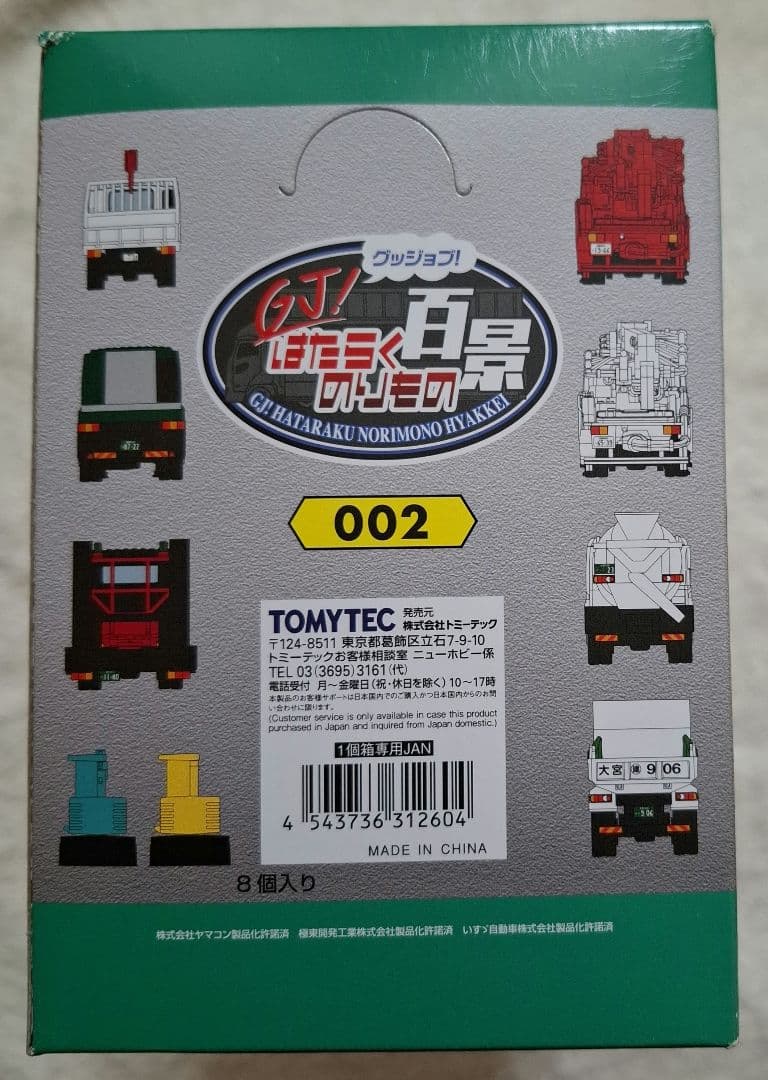 グッジョブ!
GJ!
はたらく
のりもの
百景
GJ! HATARAKU NORIMONO HYAKKEI
002
TOMYTEC 発売元 株式会社トミーテック
〒124-8511 東京都葛飾区立石7-9-10
トミーテックお客様相談室 ニューホビー係
TEL 03(3695)3161(代)
電話受付 月~金曜日(祝・休日を除く)10~17時
本製品のお客様サポートは日本国内でのご購入かつ日本国内からのお問
い合わせに限ります。
(Customer service is only available in case this product
purchased in Japan and inquired from Japan domestic.)
1個箱専用JAN
4 543736 312604
MADE IN CHINA
大宮 9 06
8個入り
株式会社ヤマコン製品化許諾済 極東開発工業株式会社製品化許諾済 いすゞ自動車株式会社製品化許諾済